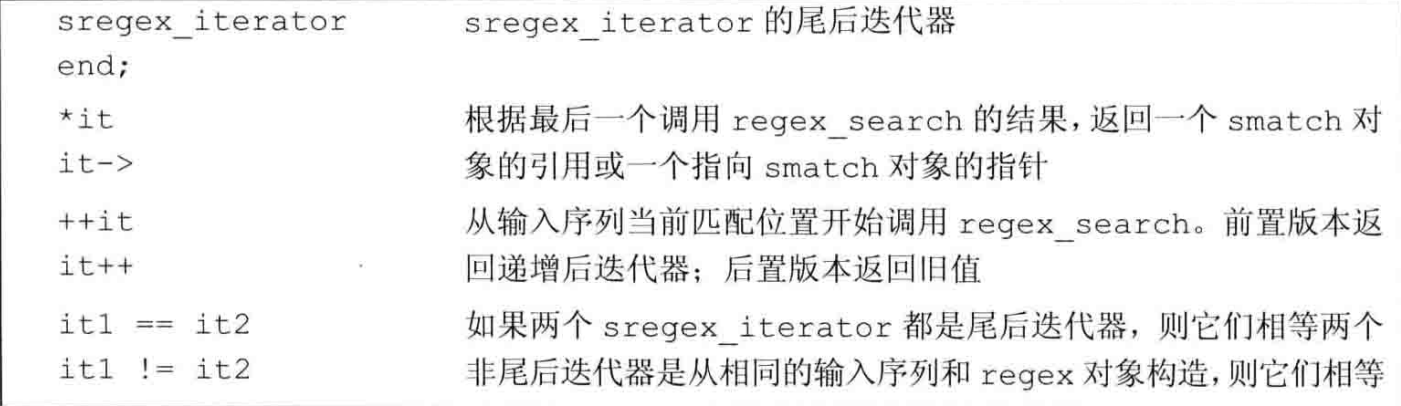 sregex_iterator sregex_iterator 的尾后迭代器
end;
*it 根据最后一个调用 regex_search 的结果,返回一个 smatch 对
it-> 象的引用或一个指向 smatch 对象的指针
++it 从输入序列当前匹配位置开始调用 regex_search。前置版本返
it++ 回递增后迭代器；后置版本返回旧值
it1 == it2 如果两个 sregex_iterator 都是尾后迭代器，则它们相等两个
it1 != it2 非尾后迭代器是从相同的输入序列和 regex 对象构造,则它们相等